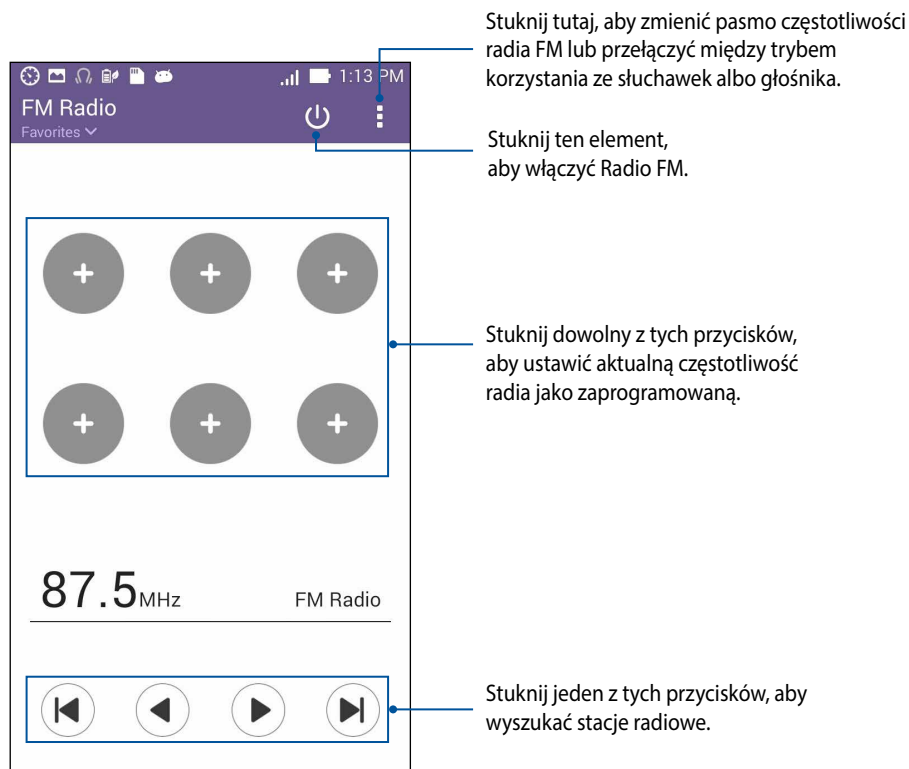 Stuknij tutaj, aby zmienić pasmo częstotliwości
radia FM lub przełączyć między trybem
korzystania ze słuchawek albo głośnika.
1:13 PM
FM Radio
Favorites
Stuknij ten element,
aby włączyć Radio FM.
Stuknij dowolny z tych przycisków,
aby ustawić aktualną częstotliwość
radia jako zaprogramowaną.
87.5MHz FM Radio
Stuknij jeden z tych przycisków, aby
wyszukać stacje radiowe.